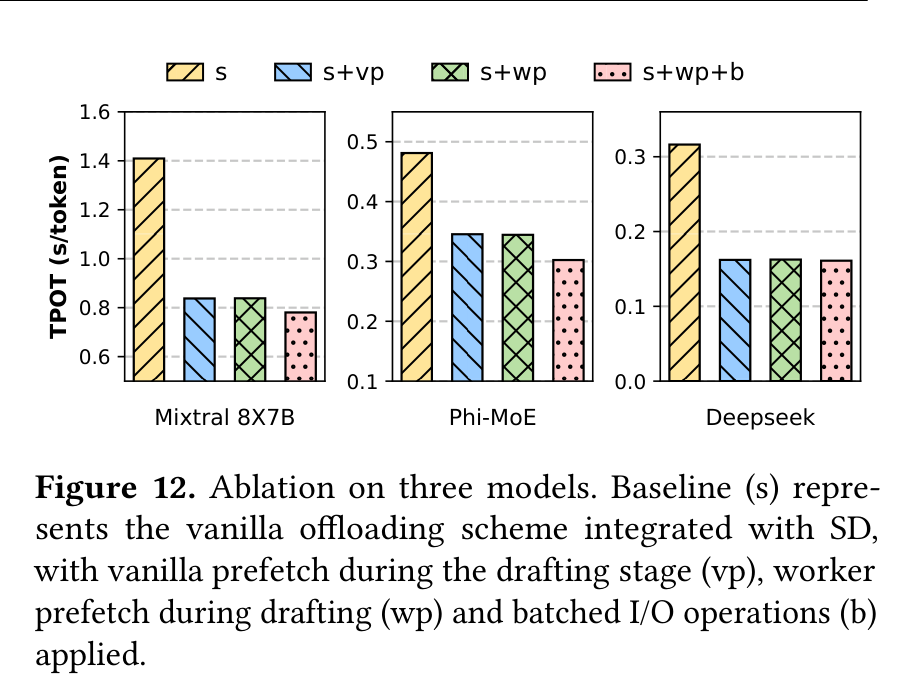 s s+vp s+wp s+wp+b
TPOT (s/token)
1.6
1.4
1.2
1.0
0.8
0.6
Mixtral 8X7B
0.5
0.4
0.3
0.2
0.1
Phi-MoE
0.3
0.2
0.1
0.0
Deepseek
Figure 12. Ablation on three models. Baseline (s) repre-
sents the vanilla offloading scheme integrated with SD,
with vanilla prefetch during the drafting stage (vp), worker
prefetch during drafting (wp) and batched I/O operations (b)
applied.